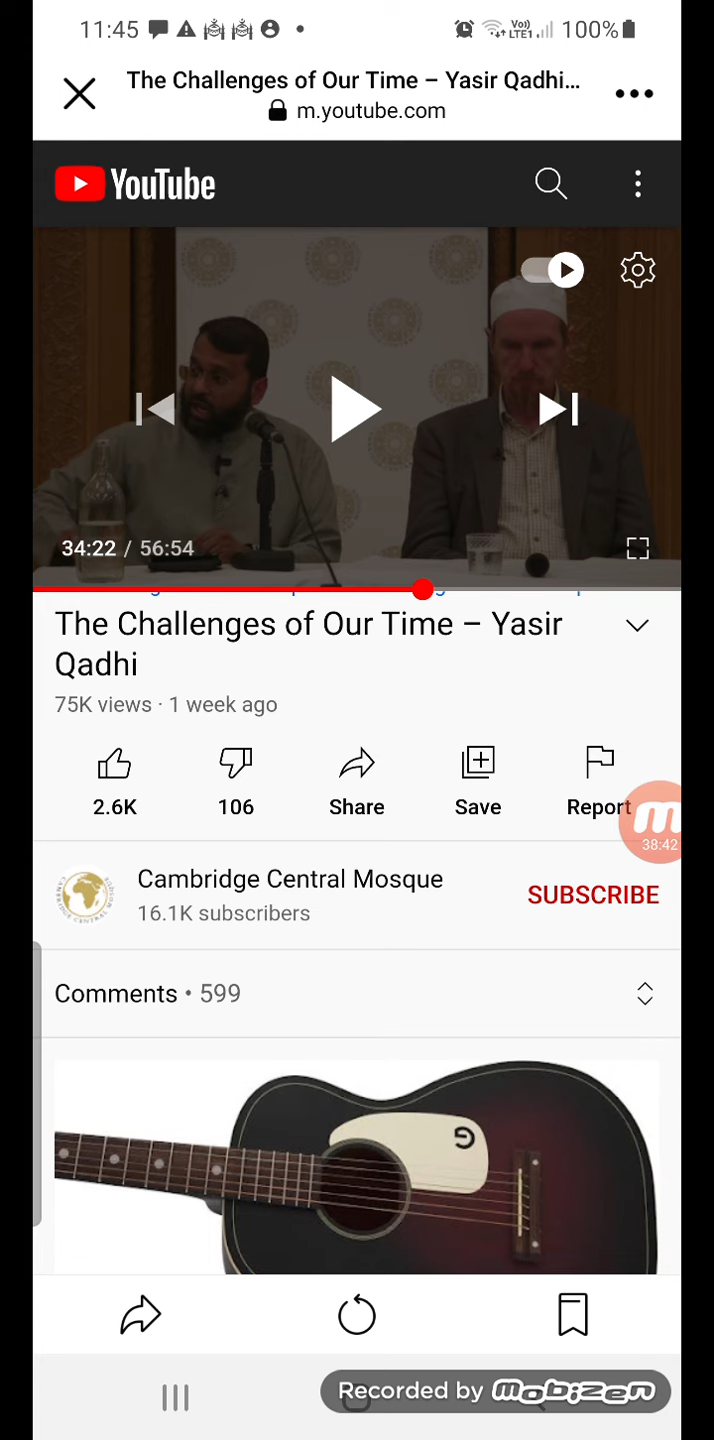 11:45
Vo)) LTE1 100%
The Challenges of Our Time – Yasir Qadhi...
m.youtube.com
YouTube
34:22 / 56:54
The Challenges of Our Time – Yasir
Qadhi
75K views · 1 week ago
2.6K 106 Share Save Report
38:42
Cambridge Central Mosque
16.1K subscribers
SUBSCRIBE
Comments • 599
G
Recorded by mobizen